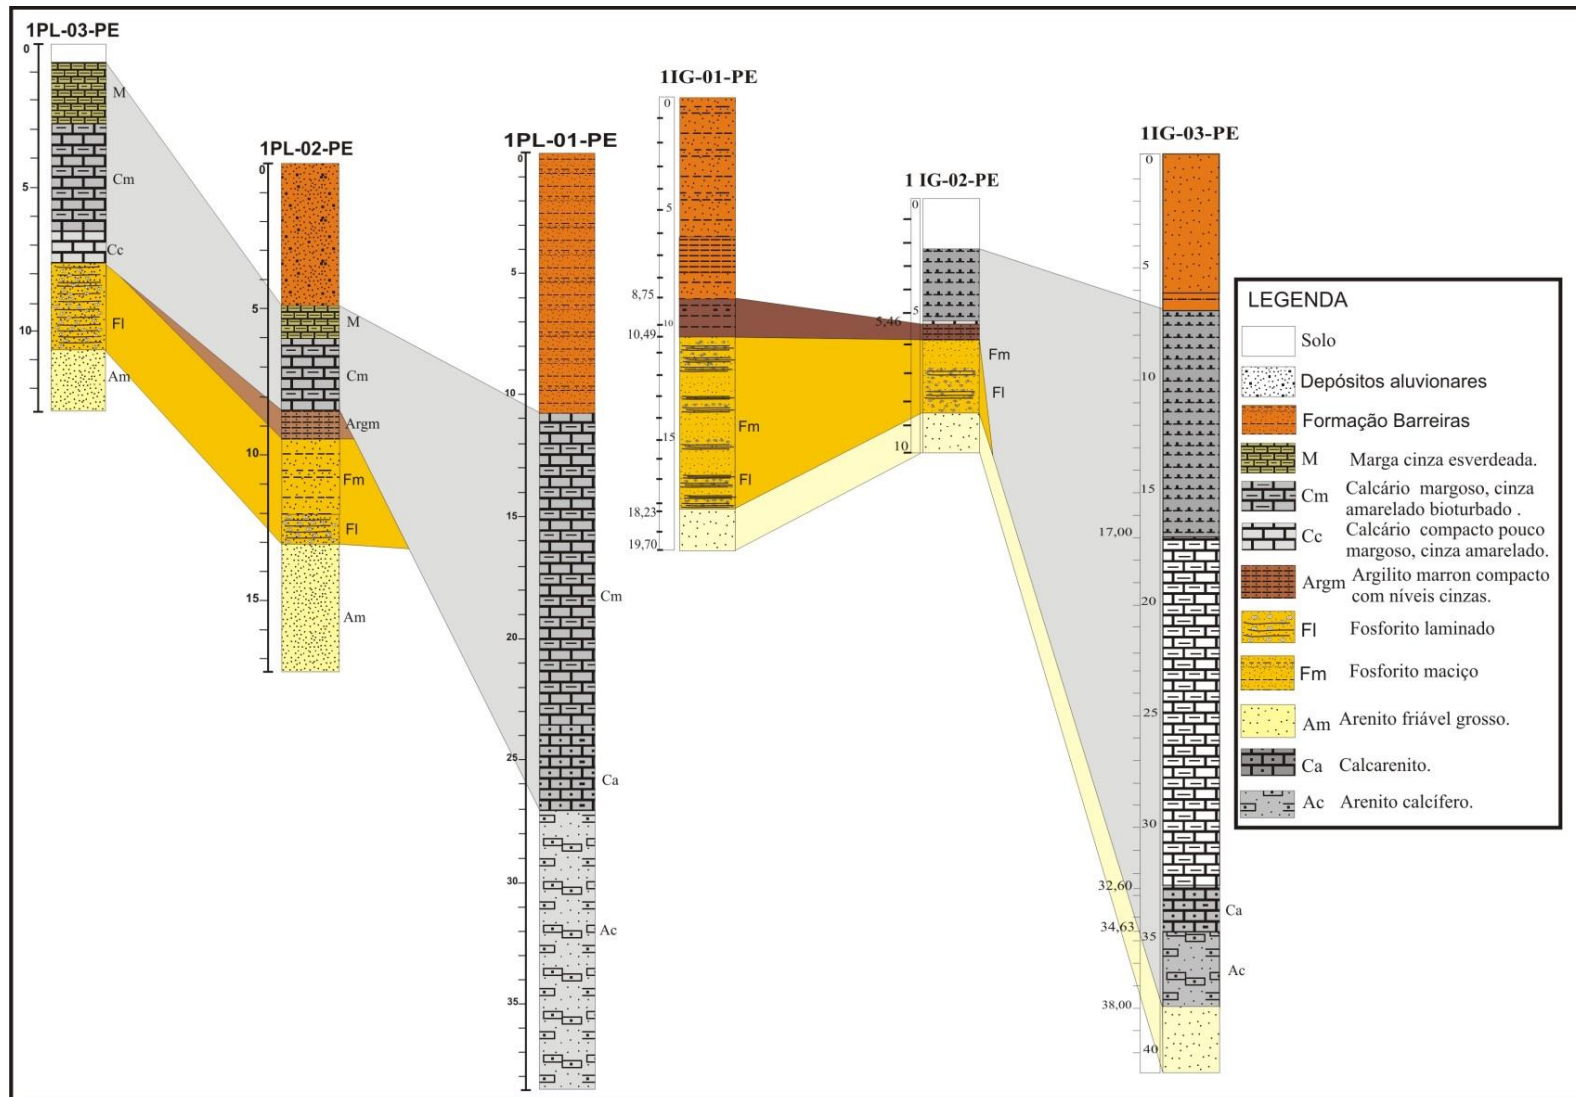 1PL-03-PE
0
M
Cm
5
Cc
Fl
10
Am
1PL-02-PE
0
5
M
Cm
Argm
10
Fm
Fl
15
Am
1PL-01-PE
0
5
10
15
Cm
20
25
Ca
30
Ac
35
1IG-01-PE
0
5
8,75
10
10,49
Fm
15
Fl
18,23
19,70
1 IG-02-PE
0
5
5,46
Fm
Fl
10
1IG-03-PE
0
5
10
15
17,00
20
25
30
32,60
Ca
34,63
35
Ac
38,00
40
LEGENDA
Solo
Depósitos aluvionares
Formação Barreiras
M Marga cinza esverdeada.
Cm Calcário margoso, cinza
amarelado bioturbado .
Cc Calcário compacto pouco
margoso, cinza amarelado.
Argm Argilito marron compacto
com níveis cinzas.
Fl Fosforito laminado
Fm Fosforito maciço
Am Arenito friável grosso.
Ca Calcarenito.
Ac Arenito calcífero.